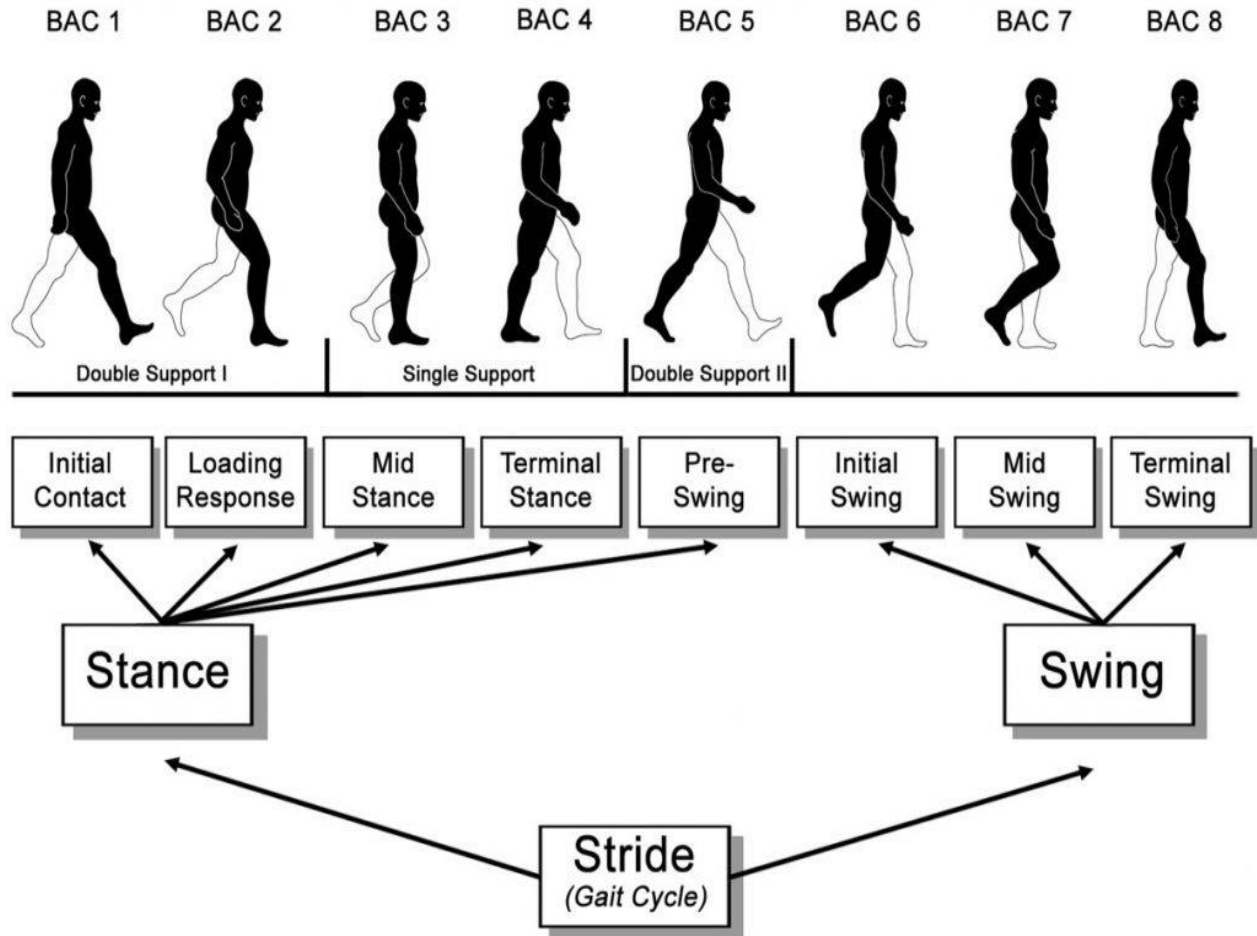 BAC 1 BAC 2 BAC 3 BAC 4 BAC 5 BAC 6 BAC 7 BAC 8
Double Support I Single Support Double Support II
Initial Loading Mid Terminal Pre- Initial Mid Terminal
Contact Response Stance Stance Swing Swing Swing Swing
Stance Swing
Stride
(Gait Cycle)